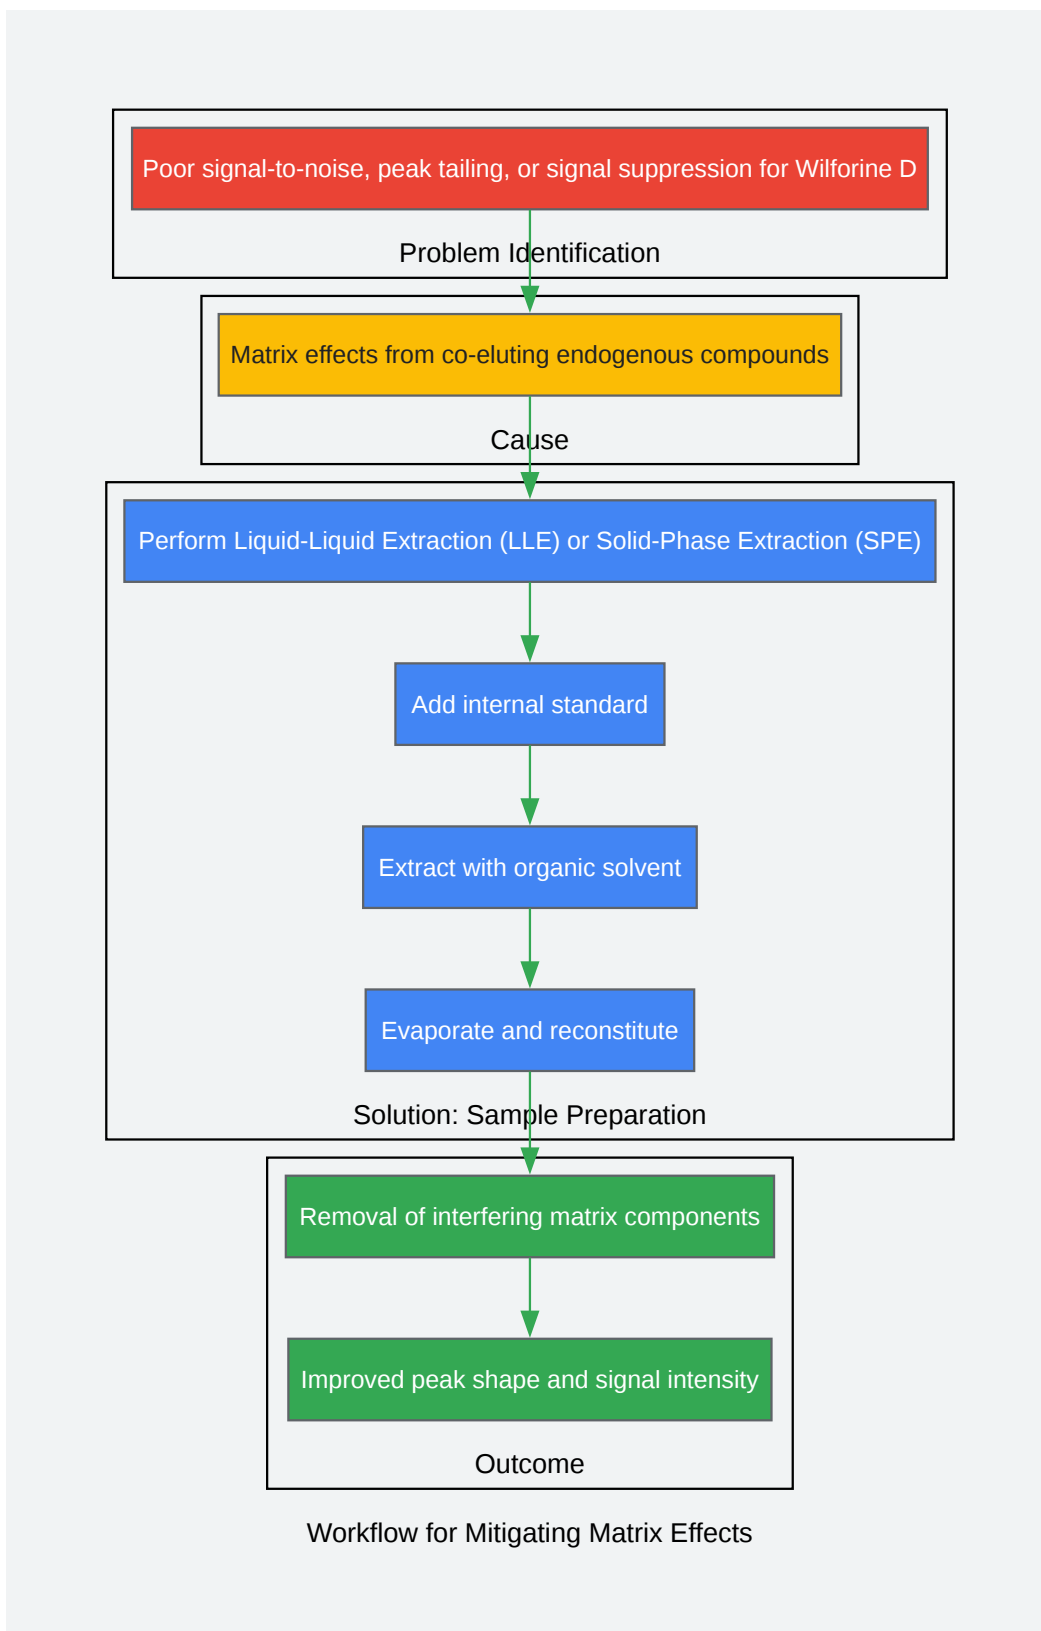 Poor signal-to-noise, peak tailing, or signal suppression for Wilforine D
Problem Identification
Matrix effects from co-eluting endogenous compounds
Cause
Perform Liquid-Liquid Extraction (LLE) or Solid-Phase Extraction (SPE)
Add internal standard
Extract with organic solvent
Evaporate and reconstitute
Solution: Sample Preparation
Removal of interfering matrix components
Improved peak shape and signal intensity
Outcome
Workflow for Mitigating Matrix Effects